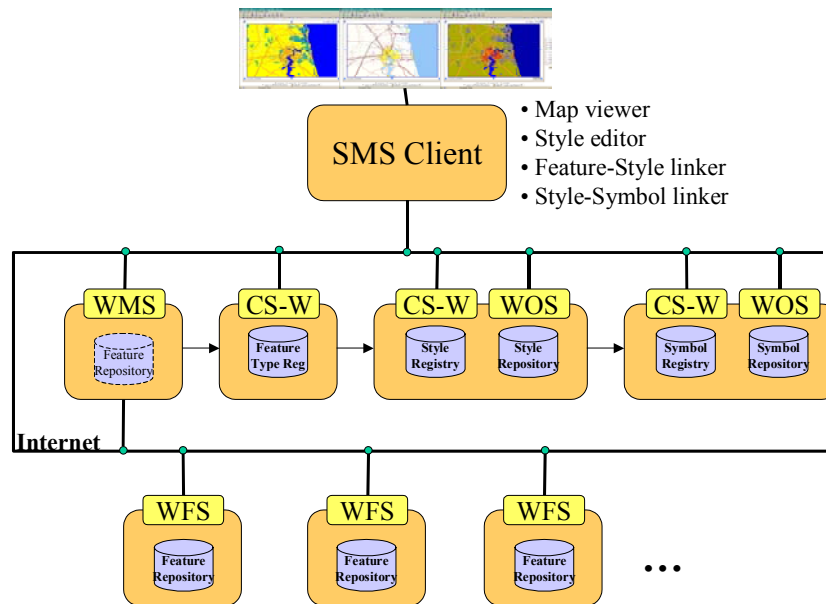 SMS Client
• Map viewer
• Style editor
• Feature-Style linker
• Style-Symbol linker
WMS
CS-W
CS-W
WOS
CS-W
WOS
Feature
Repository
Feature
Type Reg
Style
Registry
Style
Repository
Symbol
Registry
Symbol
Repository
Internet
WFS
WFS
WFS
Feature
Repository
Feature
Repository
Feature
Repository
...